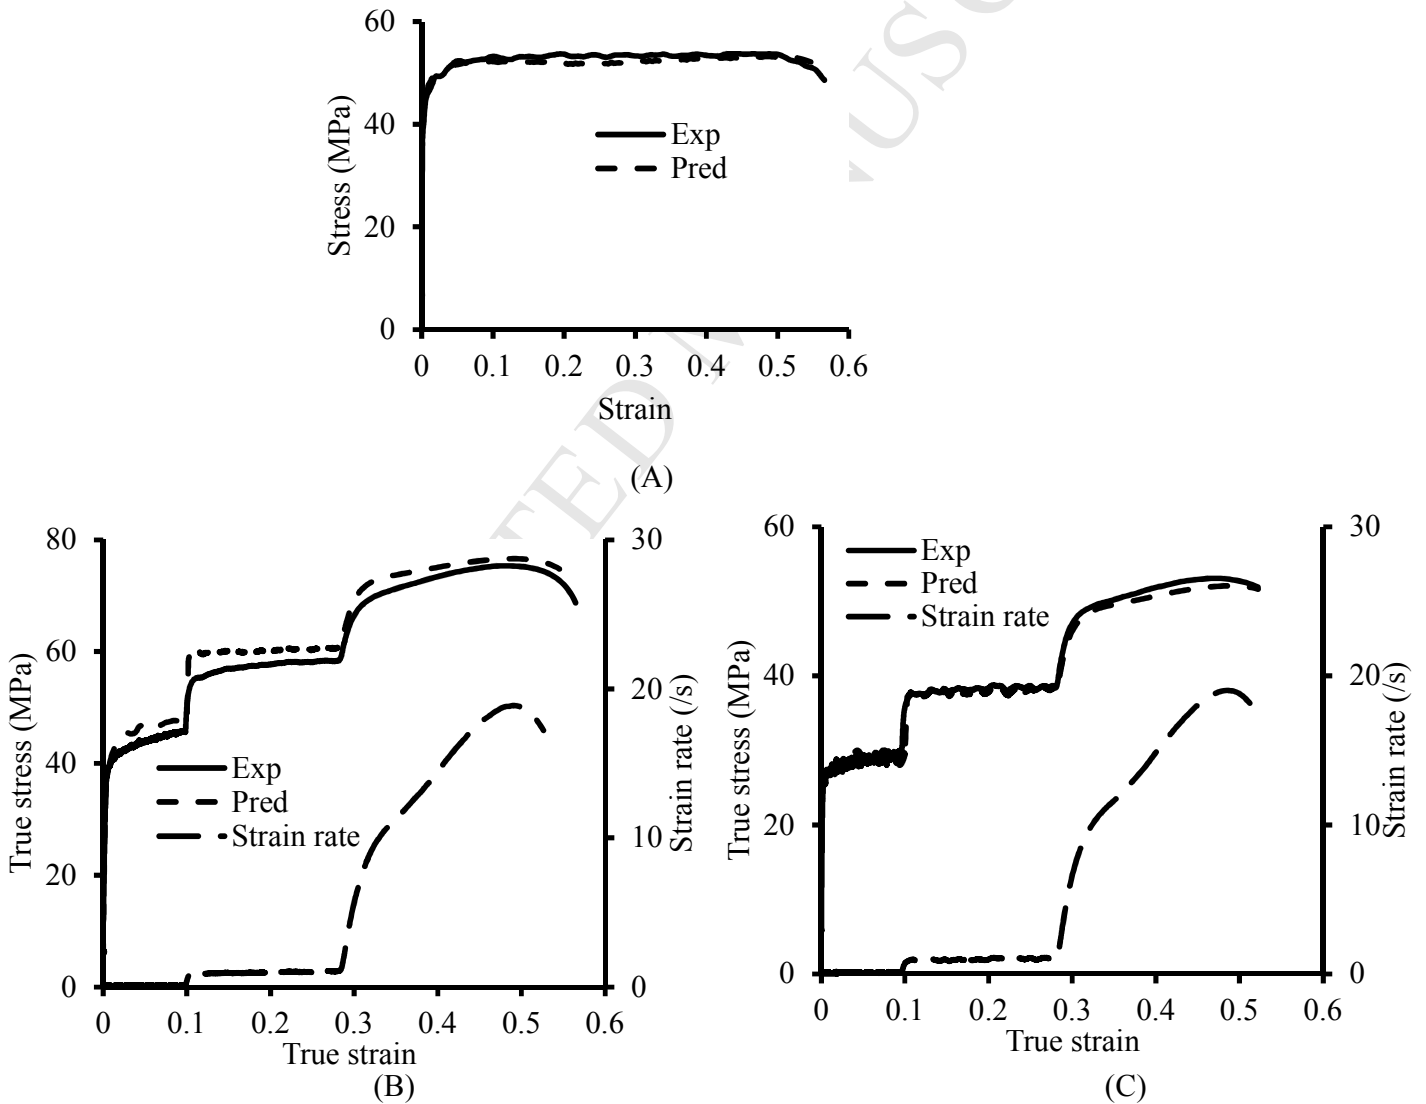 60
40
20
0
Stress (MPa)
Exp
Pred
0 0.1 0.2 0.3 0.4 0.5 0.6
Strain
(A)
80
60
40
20
0
True stress (MPa)
Exp
Pred
Strain rate
30
20
10
0
Strain rate (/s)
0 0.1 0.2 0.3 0.4 0.5 0.6
True strain
(B)
60
40
20
0
True stress (MPa)
Exp
Pred
Strain rate
30
20
10
0
Strain rate (/s)
0 0.1 0.2 0.3 0.4 0.5 0.6
True strain
(C)